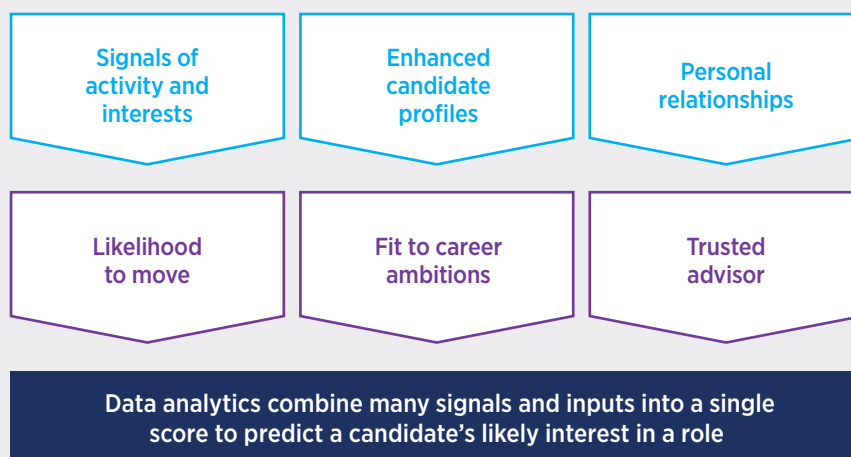 Signals of
activity and
interests
Enhanced
candidate
profiles
Personal
relationships
Likelihood
to move
Fit to career
ambitions
Trusted
advisor
Data analytics combine many signals and inputs into a single
score to predict a candidate’s likely interest in a role